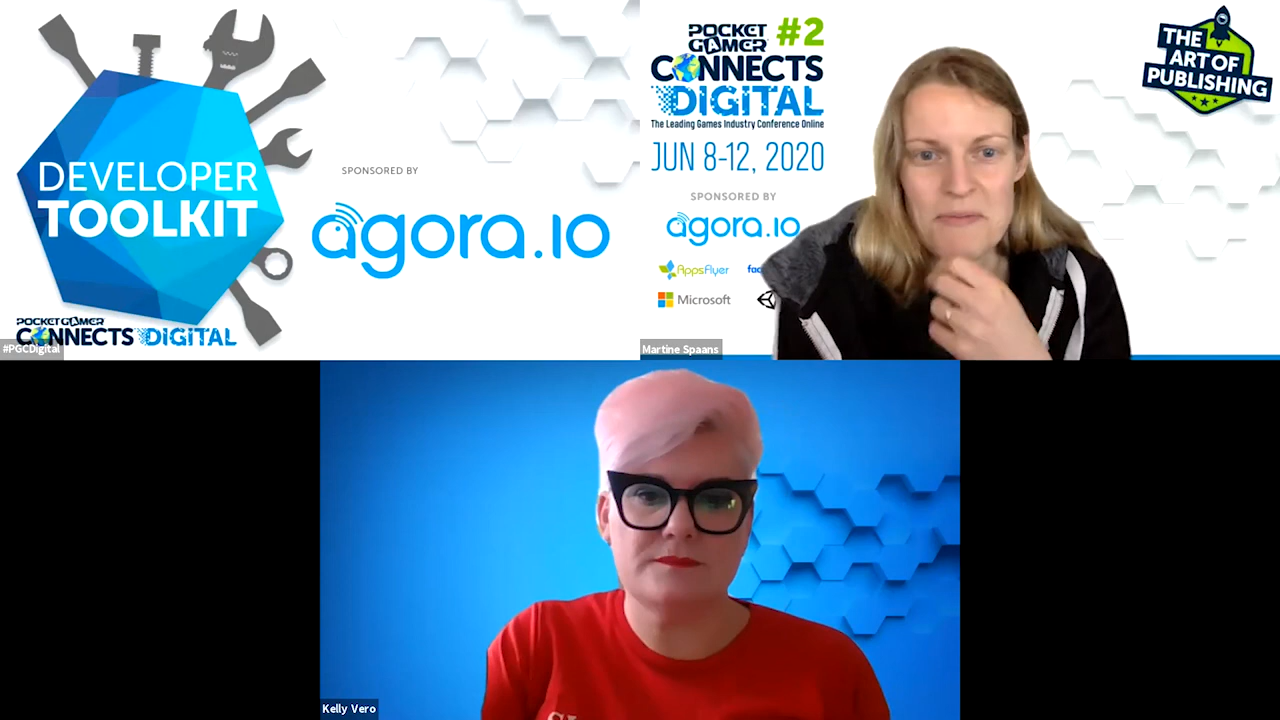 DEVELOPER
TOOLKIT
SPONSORED BY
agora.io
POCKET GAMER
CONNECTS DIGITAL
#PGCDigital
POCKET
GAMER #2
CONNECTS
DIGITAL
The Leading Games Industry Conference Online
JUN 8-12, 2020
SPONSORED BY
agora.io
AppsFlyer
Microsoft
THE
ART OF
PUBLISHING
Martine Spaans
Kelly Vero